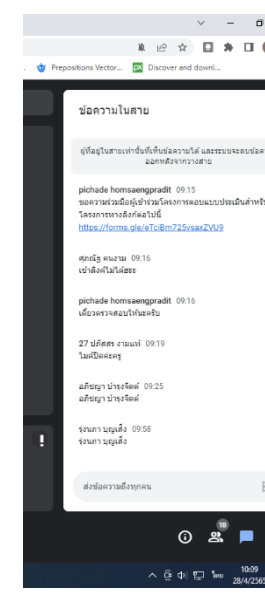 Prepositions Vector...
Discover and downl...
ข้อความในสาย
ผู้ที่อยู่ในสายเท่านั้นที่เห็นข้อความได้ และระบบจะลบข้อค
ออกหลังจากวางสาย
pichade homsaengpradit 09:15
ขอความร่วมมือผู้เข้าร่วมโครงการตอบแบบประเมินสำหรั
โครงการทางลิงก์ต่อไปนี้
https://forms.gle/eTciBm725vsaxZVU9
ศุภณัฐ คนงาม 09:16
เข้าลิงค์ไม่ได้ฮะ
pichade homsaengpradit 09:16
เดี๋ยวตรวจสอบให้นะครับ
27 ปภัสสร งามแท้ 09:19
ไมค์ปิดค่ะครู
อภิชญา บำรุงจิตต์ 09:25
อภิชญา บำรุงจิตต์
รุ่งนภา บุญเส็ง 09:58
รุ่งนภา บุญเส็ง
ส่งข้อความถึงทุกคน
18
ไทย
10:09
28/4/2565